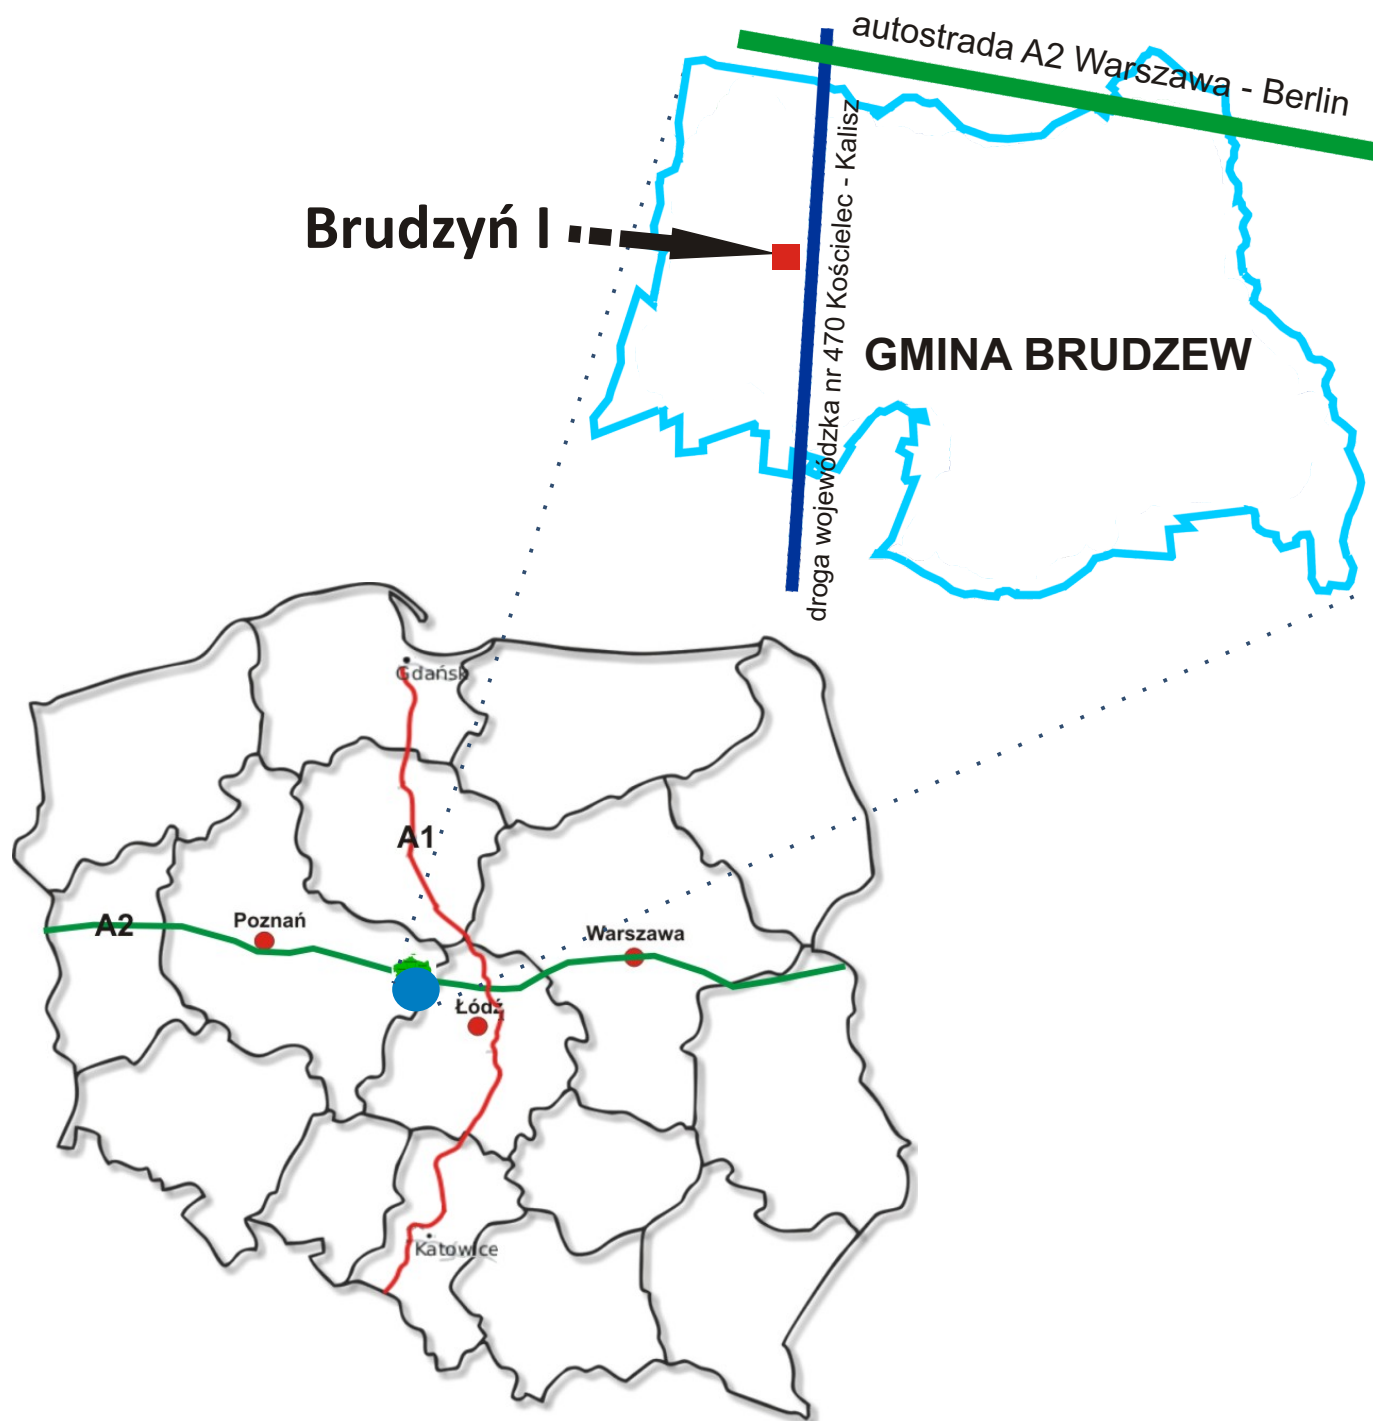 autostrada A2 Warszawa - Berlin
droga wojewódzka nr 470 Kościelec - Kalisz
Brudzyń I
GMINA BRUDZEW
Gdańsk
A1
A2
Poznań
Warszawa
Łódź
Katowice